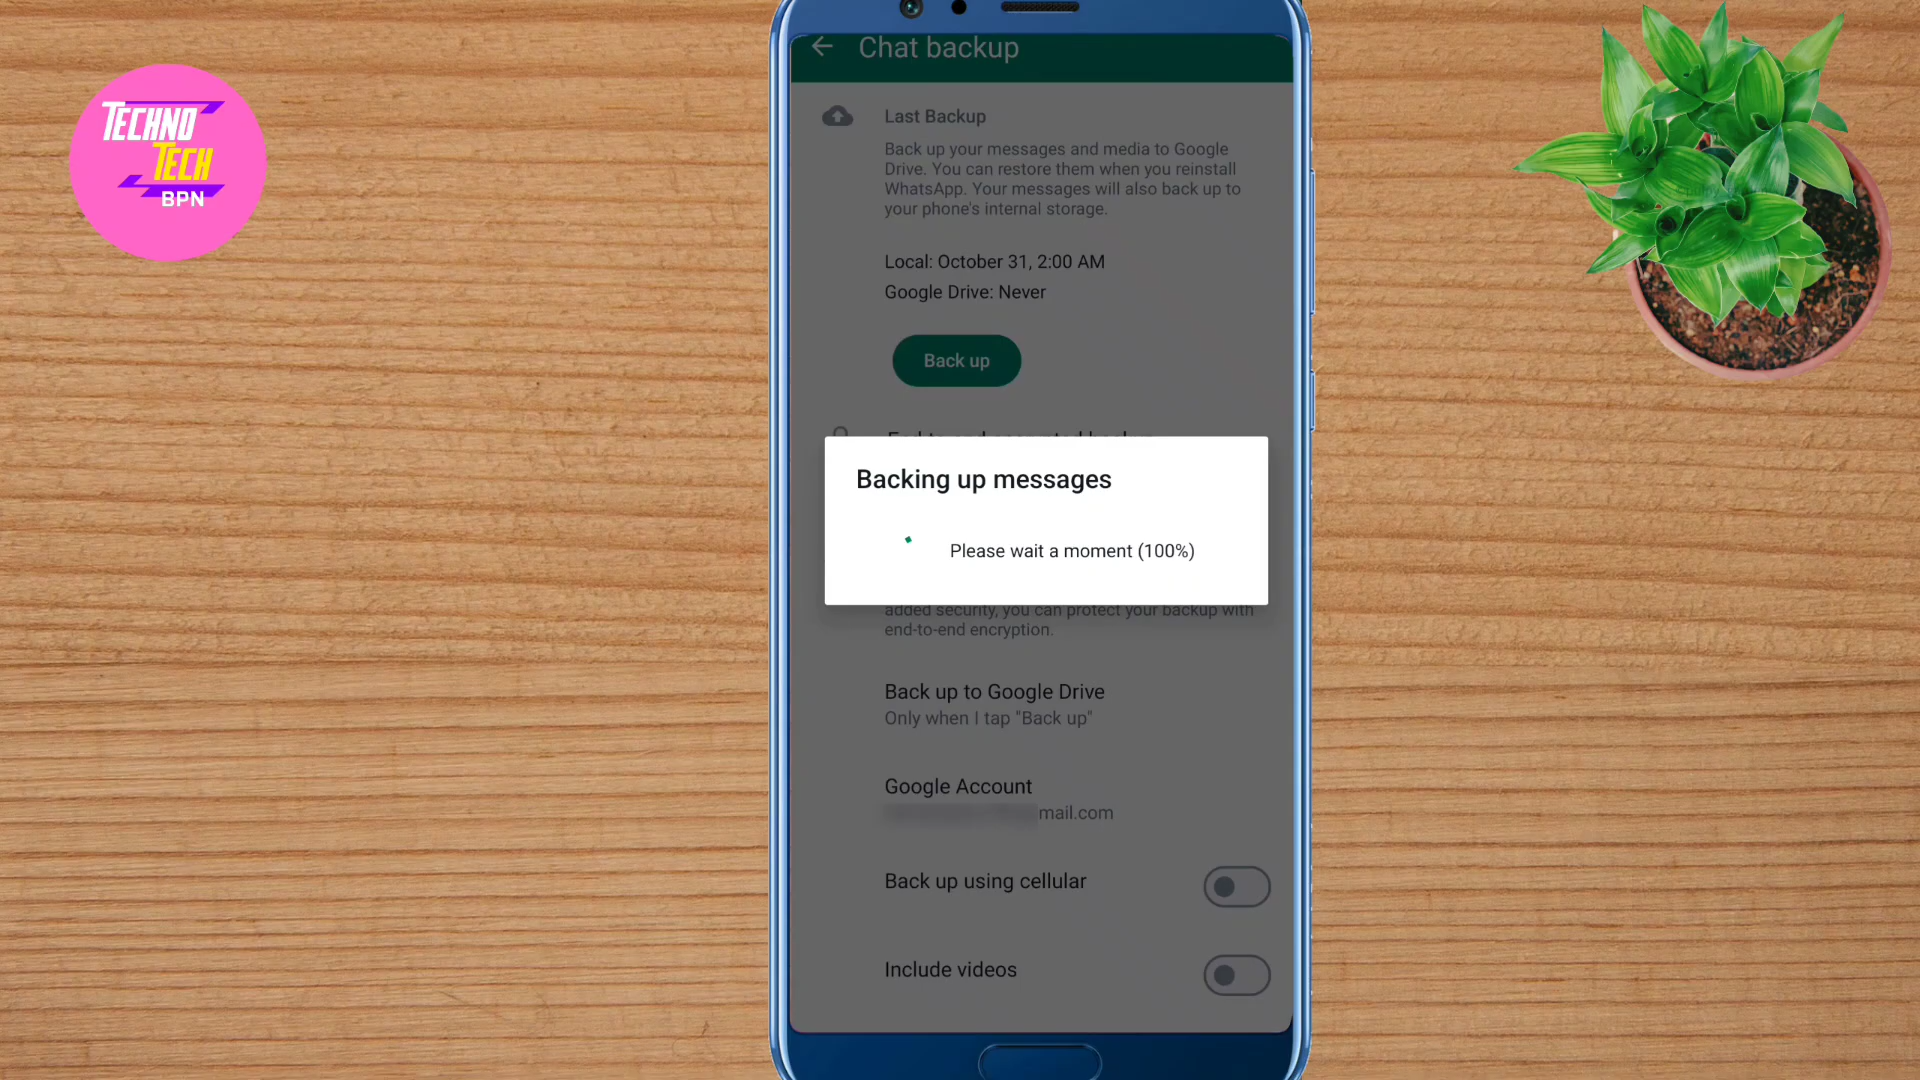 TECHNO
TECH
BPN
Chat backup
Last Backup
Back up your messages and media to Google
Drive. You can restore them when you reinstall
WhatsApp. Your messages will also back up to
your phone's internal storage.
Local: October 31, 2:00 AM
Google Drive: Never
Back up
Backing up messages
Please wait a moment (100%)
added security, you can protect your backup with
end-to-end encryption.
Back up to Google Drive
Only when I tap "Back up"
Google Account
mail.com
Back up using cellular
Include videos